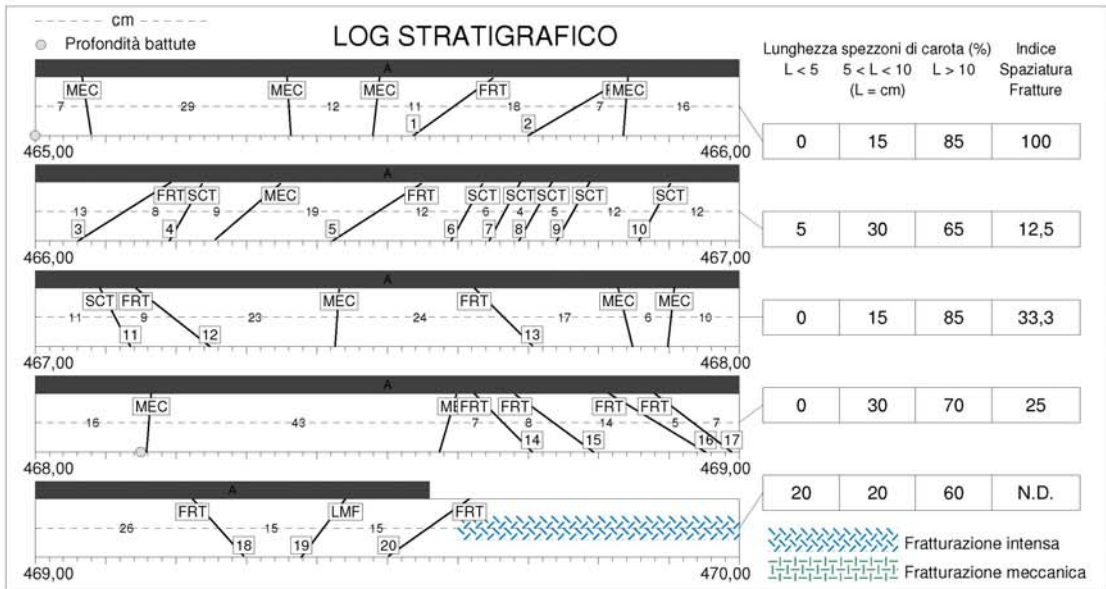 cm
Profondità battute
LOG STRATIGRAFICO
Lunghezza spezzoni di carota (%)
L < 5
5 < L < 10
L > 10
(L = cm)
Indice
Spaziatura
Fratture
A
MEC MEC MEC FRT MEC
7 29 12 11 18 7 16
1 2
465,00 466,00
0 15 85 100
A
FRT SCT MEC FRT SCT SCT SCT SCT SCT
13 8 9 19 12 6 4 5 12 12
3 4 5 6 7 8 9 10
466,00 467,00
5 30 65 12,5
A
SCT FRT MEC FRT MEC MEC
11 9 23 24 17 6 10
11 12 13
467,00 468,00
0 15 85 33,3
A
MEC FRT FRT FRT FRT
16 43 7 8 14 5 7
14 15 16 17
468,00 469,00
0 30 70 25
A
FRT LMF FRT
26 15 15
18 19 20
469,00 470,00
20 20 60 N.D.
Fratturazione intensa
Fratturazione meccanica